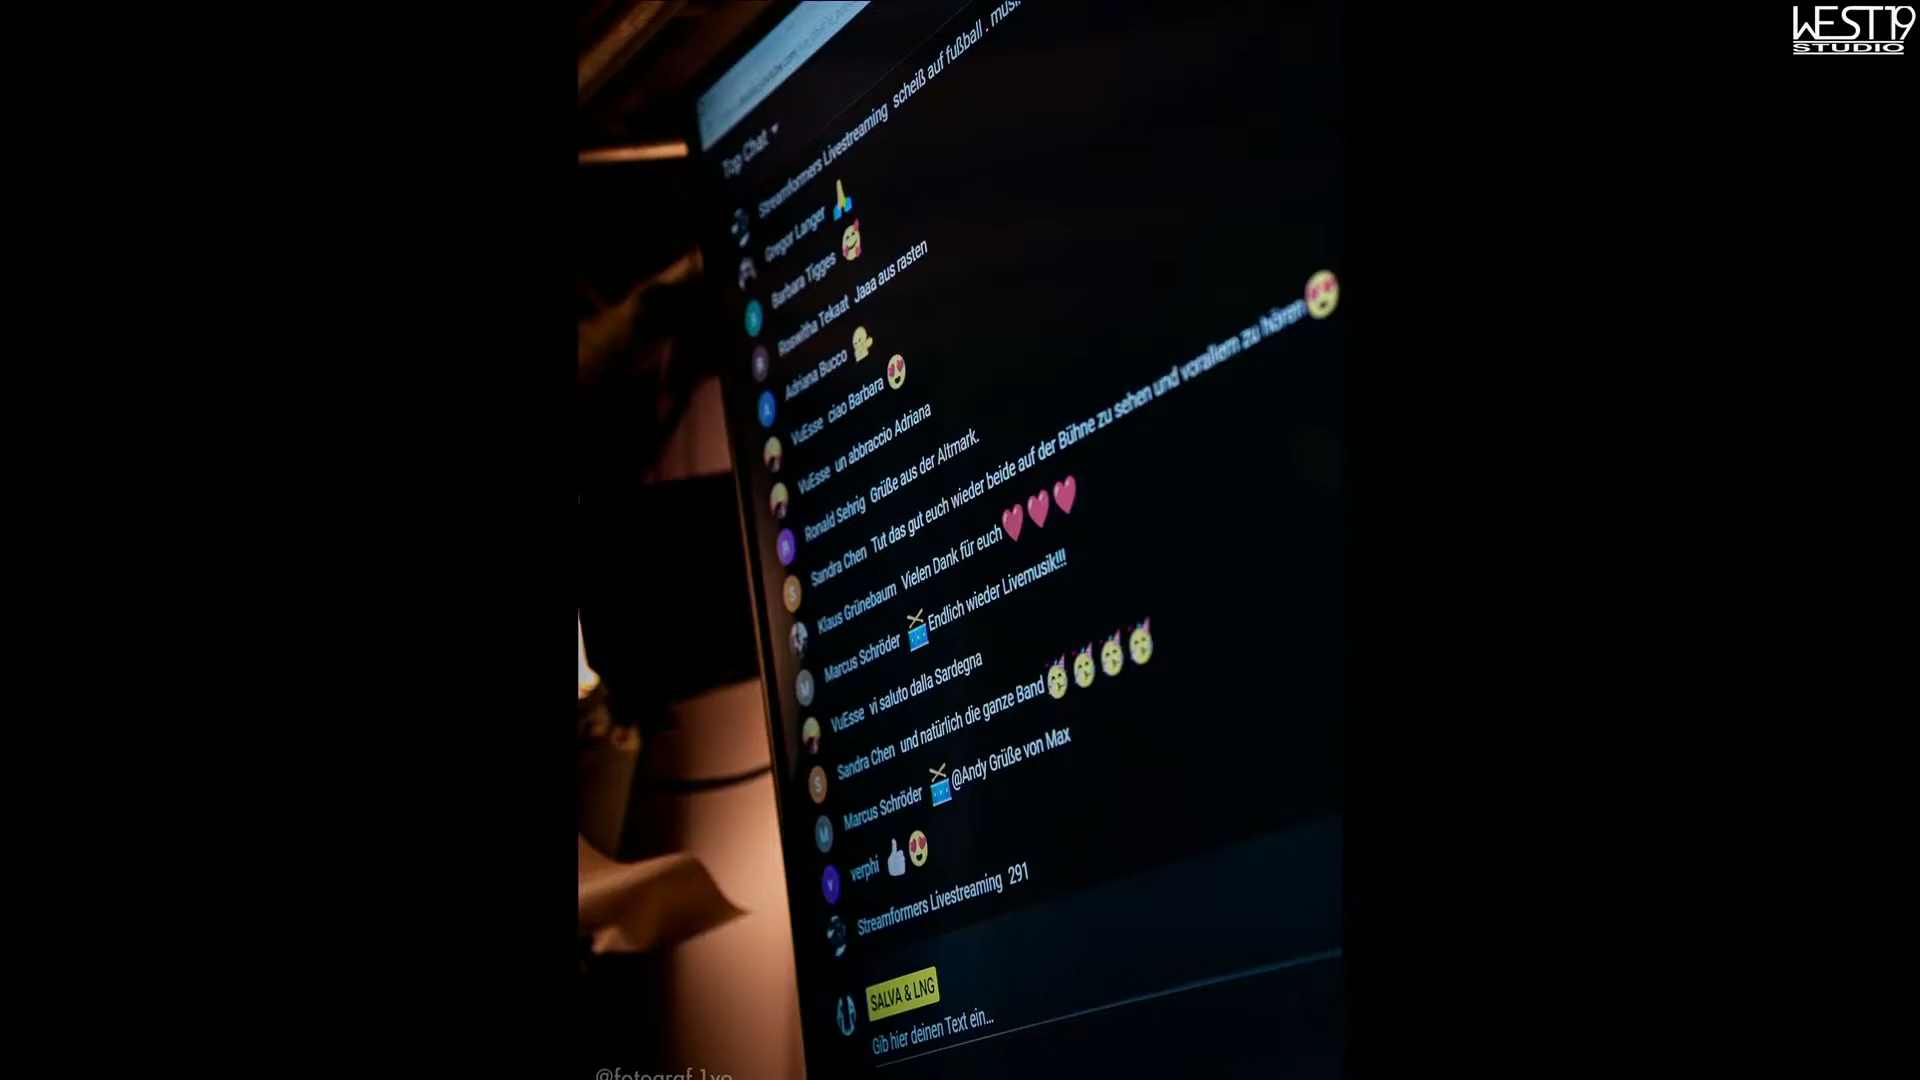 WEST19
STUDIO
Top Chat
Streamformers Livestreaming scheiß auf fußball . musi
Gregor Langer 🙏
Barbara Tigges 🥰
Roswitha Tekaat Jaaa aus rasten
Adriana Bucco
VuEsse ciao Barbara 😍
VuEsse un abbraccio Adriana
Ronald Sehrig Grüße aus der Altmark.
Sandra Chen Tut das gut euch wieder beide auf der Bühne zu sehen und vorallem zu hören 😍
Klaus Grünebaum Vielen Dank für euch ❤️❤️❤️
Marcus Schröder 🥁 Endlich wieder Livemusik!!!
VuEsse vi saluto dalla Sardegna
Sandra Chen und natürlich die ganze Band 🥳🥳🥳🥳
Marcus Schröder 🥁 @Andy Grüße von Max
verphi 👍😍
Streamformers Livestreaming 291
SALVA & LNG
Gib hier deinen Text ein...
@fotograf_1vo